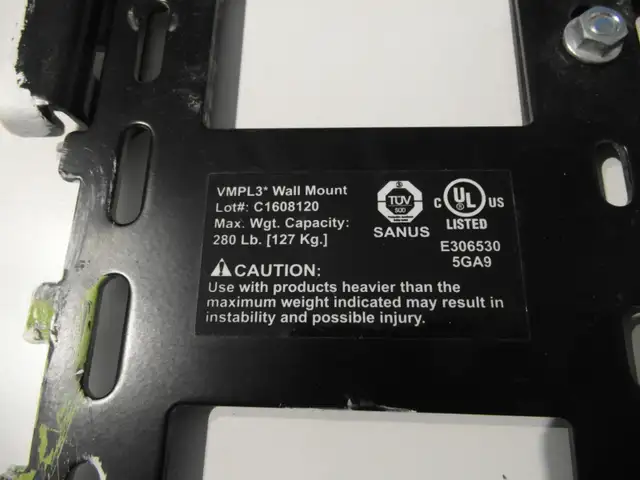 VMPL3* Wall Mount
Lot#: C1608120
Max. Wgt. Capacity:
280 Lb. [127 Kg.]
TÜV
SANUS
C UL US
LISTED
E306530
5GA9
CAUTION:
Use with products heavier than the
maximum weight indicated may result in
instability and possible injury.